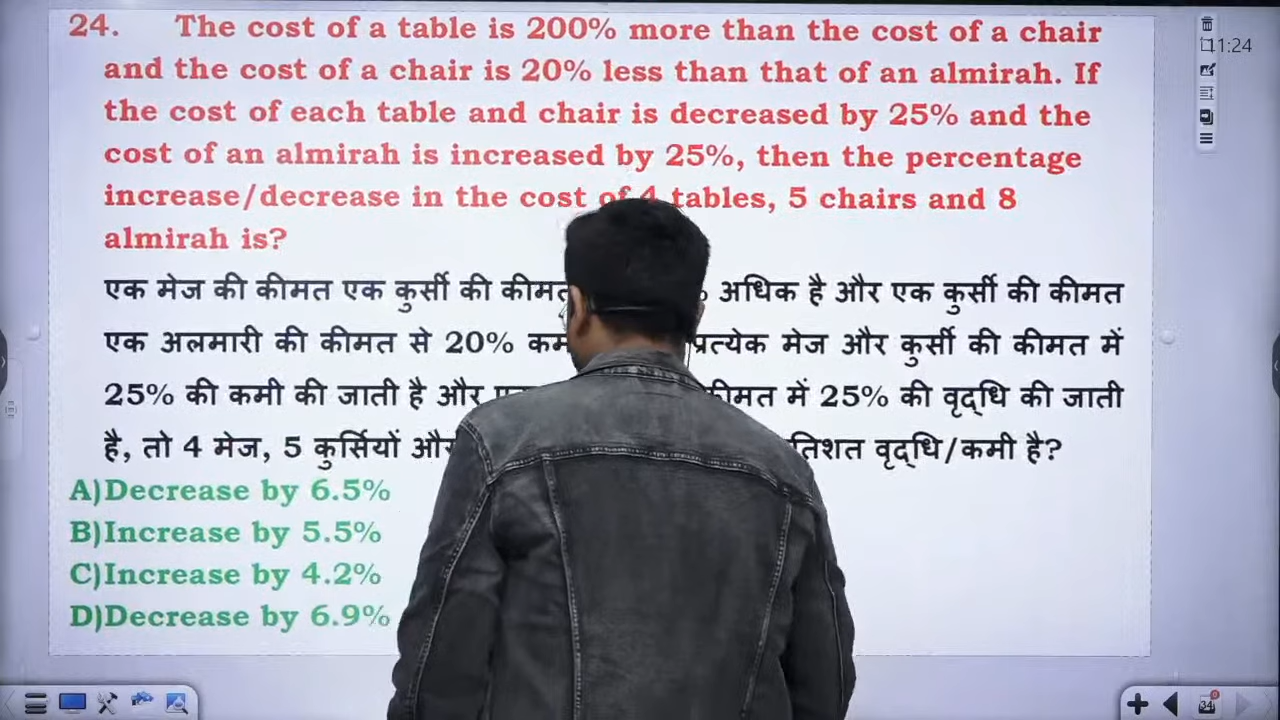 24. The cost of a table is 200% more than the cost of a chair
11:24
and the cost of a chair is 20% less than that of an almirah. If
the cost of each table and chair is decreased by 25% and the
cost of an almirah is increased by 25%, then the percentage
increase/decrease in the cost of 4 tables, 5 chairs and 8
almirah is?
एक मेज की कीमत एक कुर्सी की कीमत अधिक है और एक कुर्सी की कीमत
एक अलमारी की कीमत से 20% कम प्रत्येक मेज और कुर्सी की कीमत में
25% की कमी की जाती है और कीमत में 25% की वृद्धि की जाती
है, तो 4 मेज, 5 कुर्सियों और वृद्धि/कमी है?
A)Decrease by 6.5%
B)Increase by 5.5%
C)Increase by 4.2%
D)Decrease by 6.9%
34